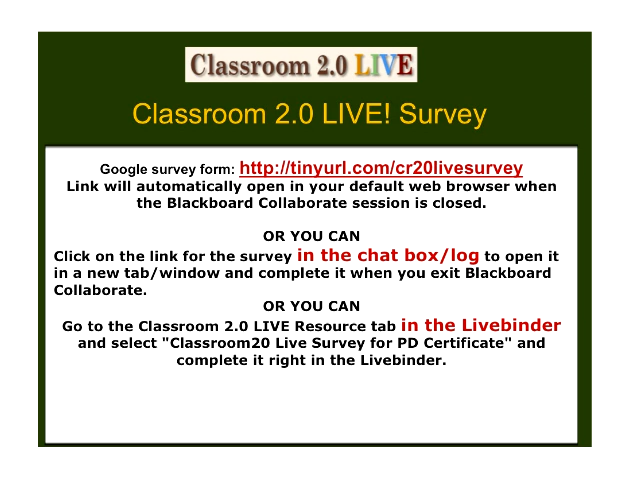 Classroom 2.0 LIVE
Classroom 2.0 LIVE! Survey
Google survey form: http://tinyurl.com/cr20livesurvey
Link will automatically open in your default web browser when
the Blackboard Collaborate session is closed.
OR YOU CAN
Click on the link for the survey in the chat box/log to open it
in a new tab/window and complete it when you exit Blackboard
Collaborate.
OR YOU CAN
Go to the Classroom 2.0 LIVE Resource tab in the Livebinder
and select "Classroom20 Live Survey for PD Certificate" and
complete it right in the Livebinder.